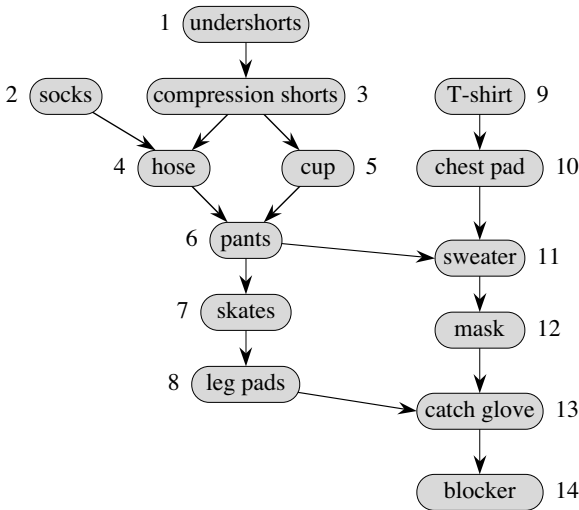 1 undershorts
2 socks
compression shorts 3
T-shirt 9
4 hose
cup 5
chest pad 10
6 pants
sweater 11
7 skates
mask 12
8 leg pads
catch glove 13
blocker 14